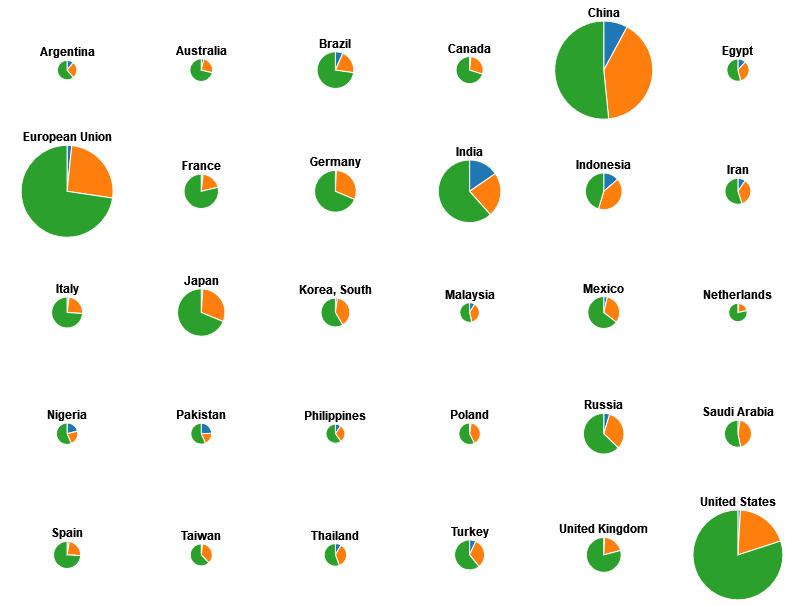 Argentina
Australia
Brazil
Canada
China
Egypt
European Union
France
Germany
India
Indonesia
Iran
Italy
Japan
Korea, South
Malaysia
Mexico
Netherlands
Nigeria
Pakistan
Philippines
Poland
Russia
Saudi Arabia
Spain
Taiwan
Thailand
Turkey
United Kingdom
United States